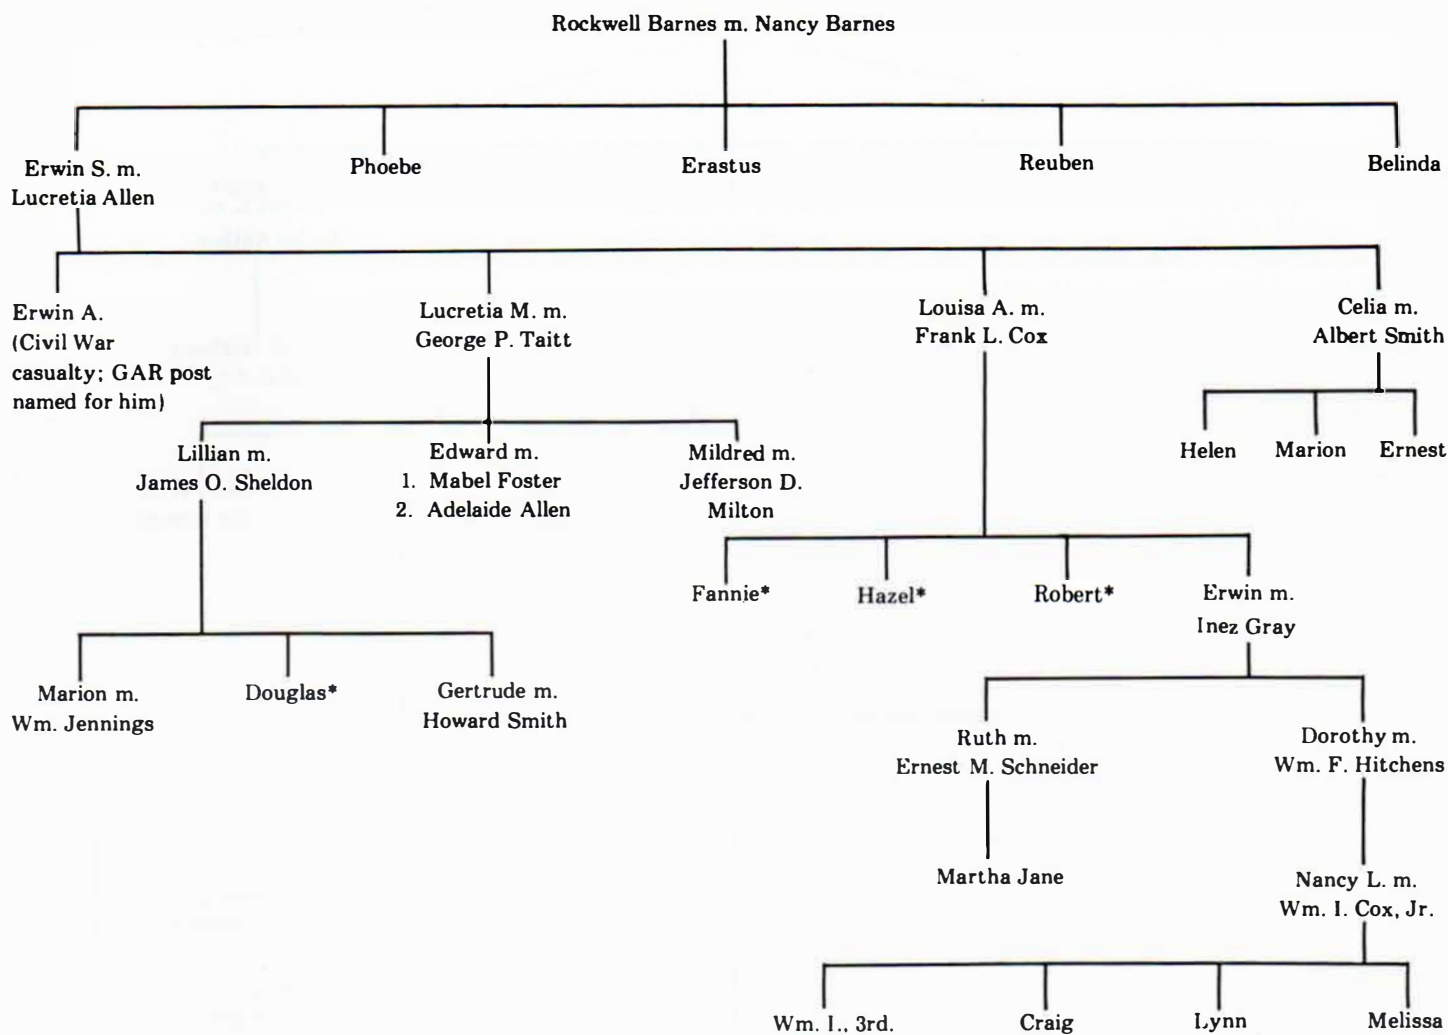 Rockwell Barnes m. Nancy Barnes
Erwin S. m.
Lucretia Allen
Phoebe
Erastus
Reuben
Belinda
Erwin A.
(Civil War
casualty; GAR post
named for him)
Lucretia M. m.
George P. Taitt
Louisa A. m.
Frank L. Cox
Celia m.
Albert Smith
Lillian m.
James O. Sheldon
Edward m.
1. Mabel Foster
2. Adelaide Allen
Mildred m.
Jefferson D.
Milton
Helen
Marion
Ernest
Fannie*
Hazel*
Robert*
Erwin m.
Inez Gray
Marion m.
Wm. Jennings
Douglas*
Gertrude m.
Howard Smith
Ruth m.
Ernest M. Schneider
Dorothy m.
Wm. F. Hitchens
Martha Jane
Nancy L. m.
Wm. I. Cox, Jr.
Wm. I., 3rd.
Craig
Lynn
Melissa